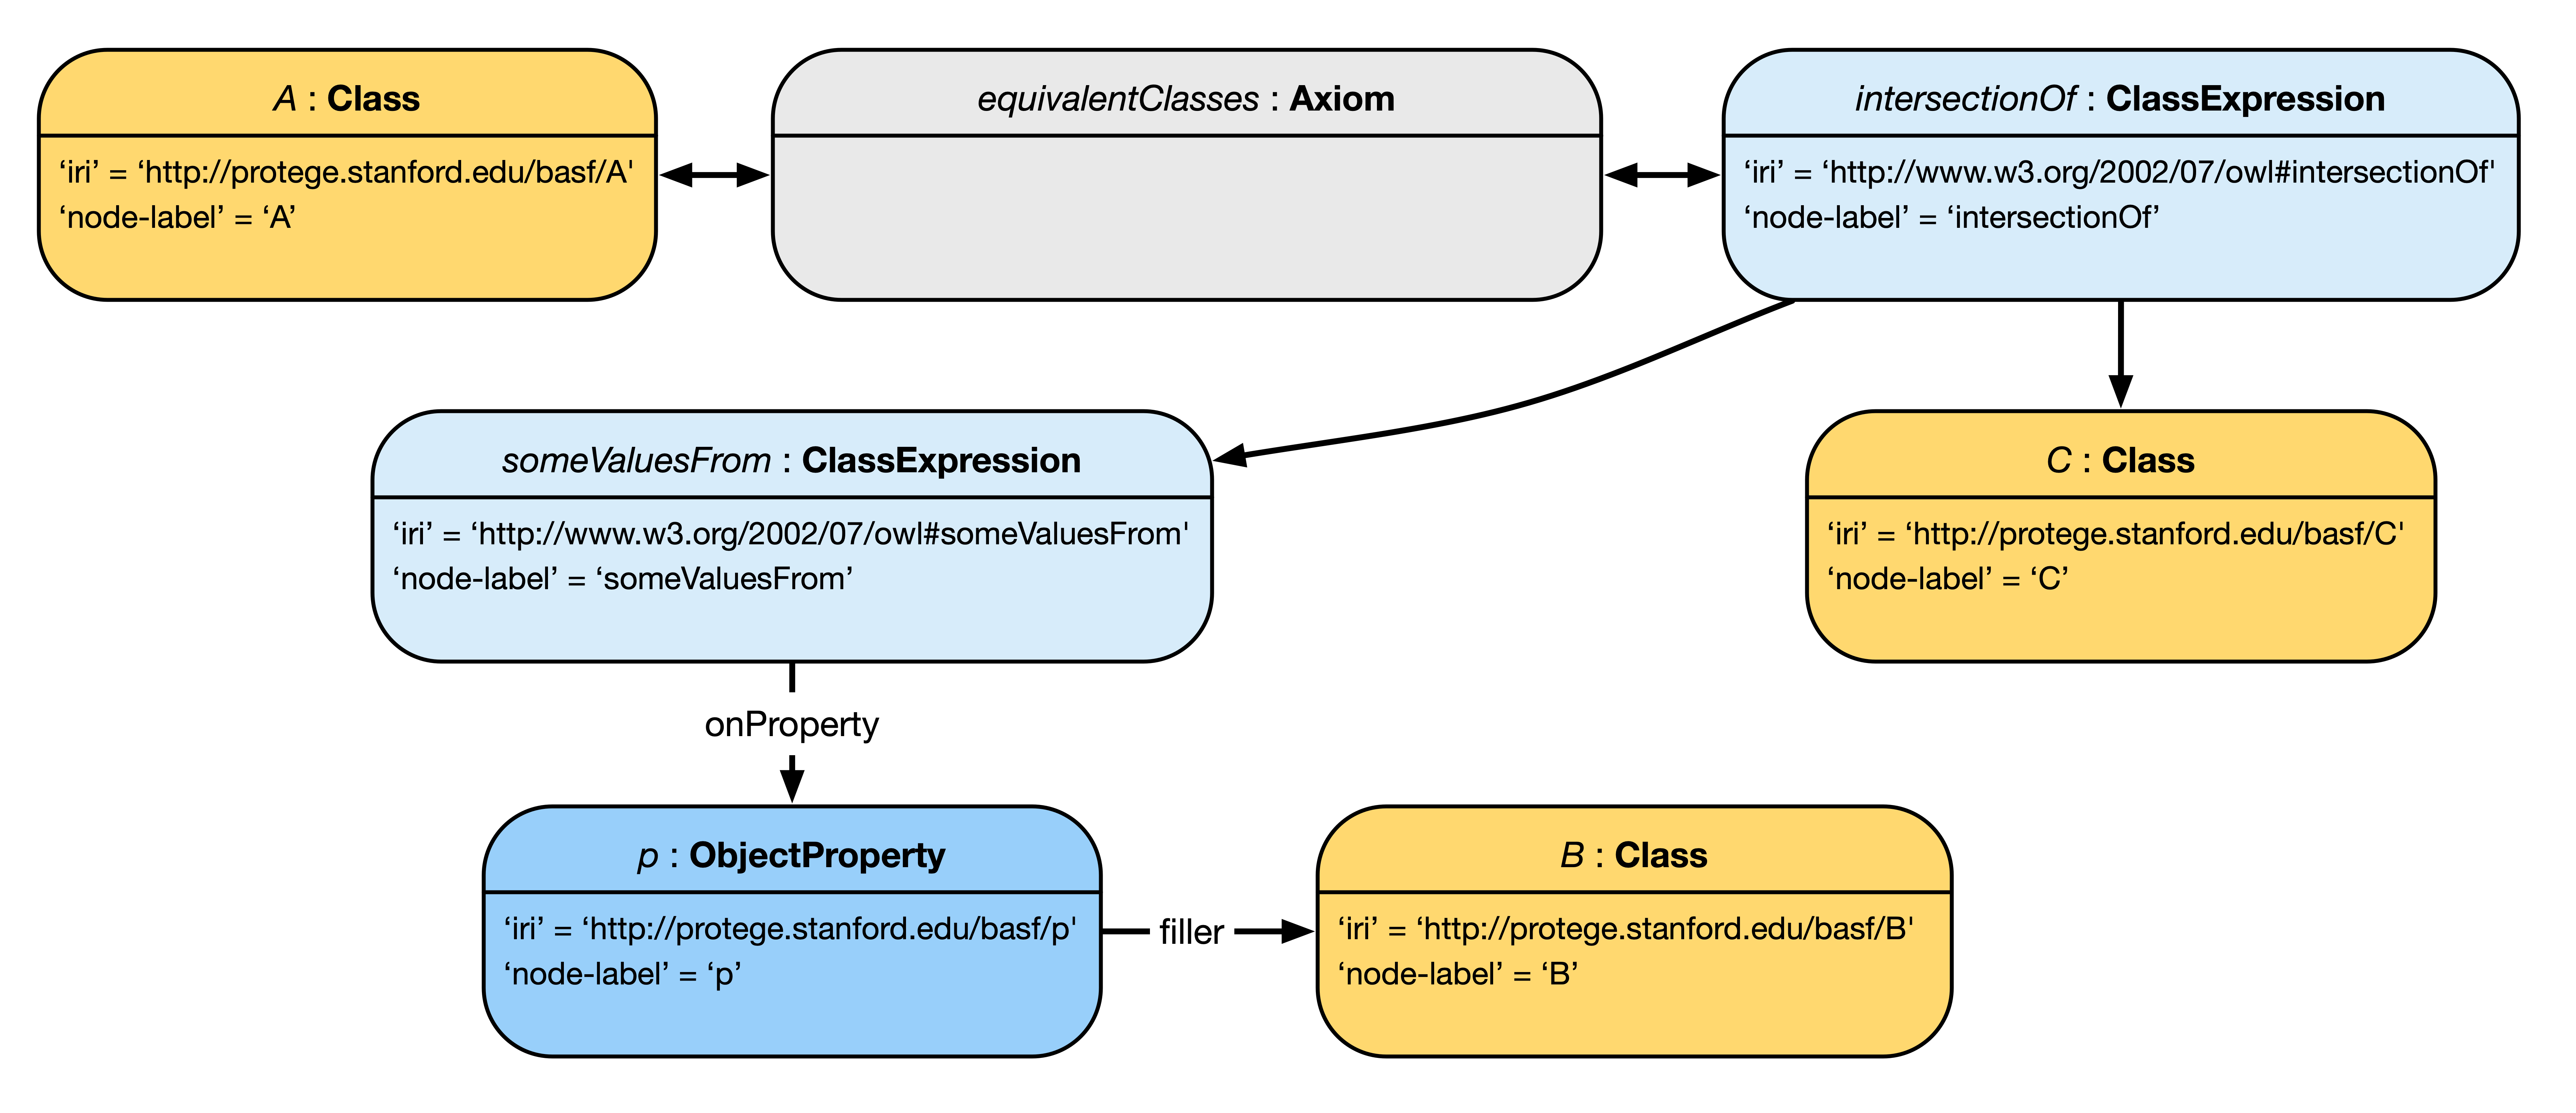 A : Class
‘iri’ = ‘http://protege.stanford.edu/basf/A'
‘node-label’ = ‘A’
equivalentClasses : Axiom
intersectionOf : ClassExpression
‘iri’ = ‘http://www.w3.org/2002/07/owl#intersectionOf'
‘node-label’ = ‘intersectionOf’
someValuesFrom : ClassExpression
‘iri’ = ‘http://www.w3.org/2002/07/owl#someValuesFrom'
‘node-label’ = ‘someValuesFrom’
C : Class
‘iri’ = ‘http://protege.stanford.edu/basf/C'
‘node-label’ = ‘C’
onProperty
p : ObjectProperty
‘iri’ = ‘http://protege.stanford.edu/basf/p'
‘node-label’ = ‘p’
filler
B : Class
‘iri’ = ‘http://protege.stanford.edu/basf/B'
‘node-label’ = ‘B’